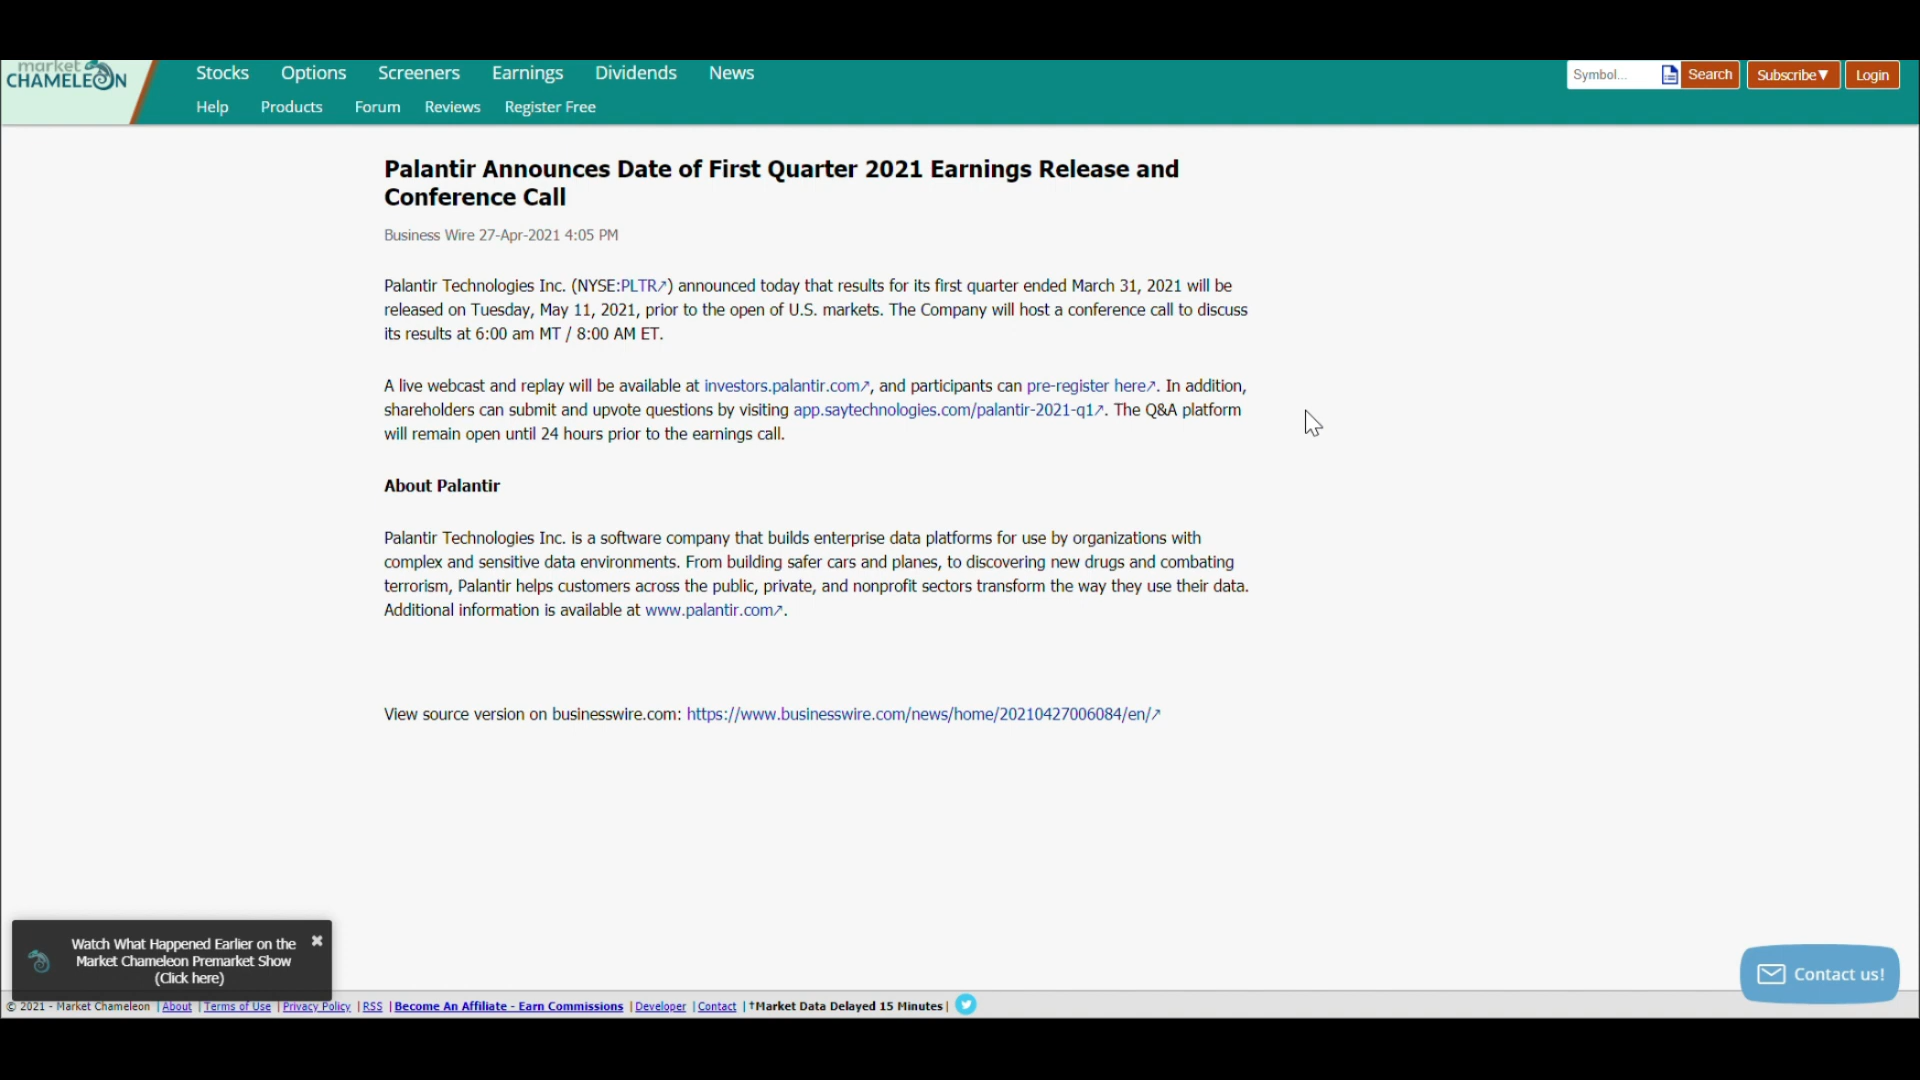 market
CHAMELEON
Stocks Options Screeners Earnings Dividends News
Symbol... Search Subscribe▼ Login
Help Products Forum Reviews Register Free
Palantir Announces Date of First Quarter 2021 Earnings Release and
Conference Call
Business Wire 27-Apr-2021 4:05 PM
Palantir Technologies Inc. (NYSE:PLTR↗) announced today that results for its first quarter ended March 31, 2021 will be
released on Tuesday, May 11, 2021, prior to the open of U.S. markets. The Company will host a conference call to discuss
its results at 6:00 am MT / 8:00 AM ET.
A live webcast and replay will be available at investors.palantir.com↗, and participants can pre-register here↗. In addition,
shareholders can submit and upvote questions by visiting app.saytechnologies.com/palantir-2021-q1↗. The Q&A platform
will remain open until 24 hours prior to the earnings call.
About Palantir
Palantir Technologies Inc. is a software company that builds enterprise data platforms for use by organizations with
complex and sensitive data environments. From building safer cars and planes, to discovering new drugs and combating
terrorism, Palantir helps customers across the public, private, and nonprofit sectors transform the way they use their data.
Additional information is available at www.palantir.com↗.
View source version on businesswire.com: https://www.businesswire.com/news/home/20210427006084/en/↗
Watch What Happened Earlier on the
Market Chameleon Premarket Show
(Click here)
Contact us!
© 2021 - Market Chameleon | About | Terms of Use | Privacy Policy | RSS | Become An Affiliate - Earn Commissions | Developer | Contact | †Market Data Delayed 15 Minutes |